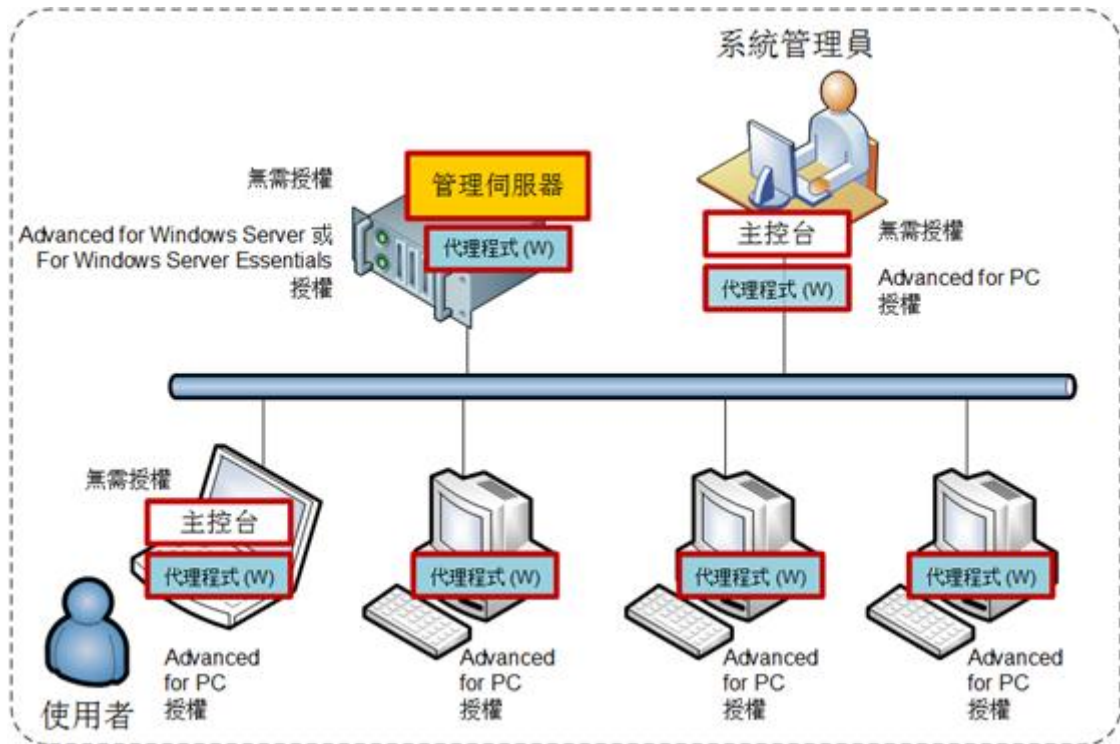 系統管理員
無需授權
管理伺服器
Advanced for Windows Server 或
For Windows Server Essentials
授權
代理程式 (W)
主控台
無需授權
代理程式 (W)
Advanced for PC
授權
無需授權
主控台
代理程式 (W)
代理程式 (W)
代理程式 (W)
代理程式 (W)
使用者
Advanced
for PC
授權
Advanced
for PC
授權
Advanced
for PC
授權
Advanced
for PC
授權